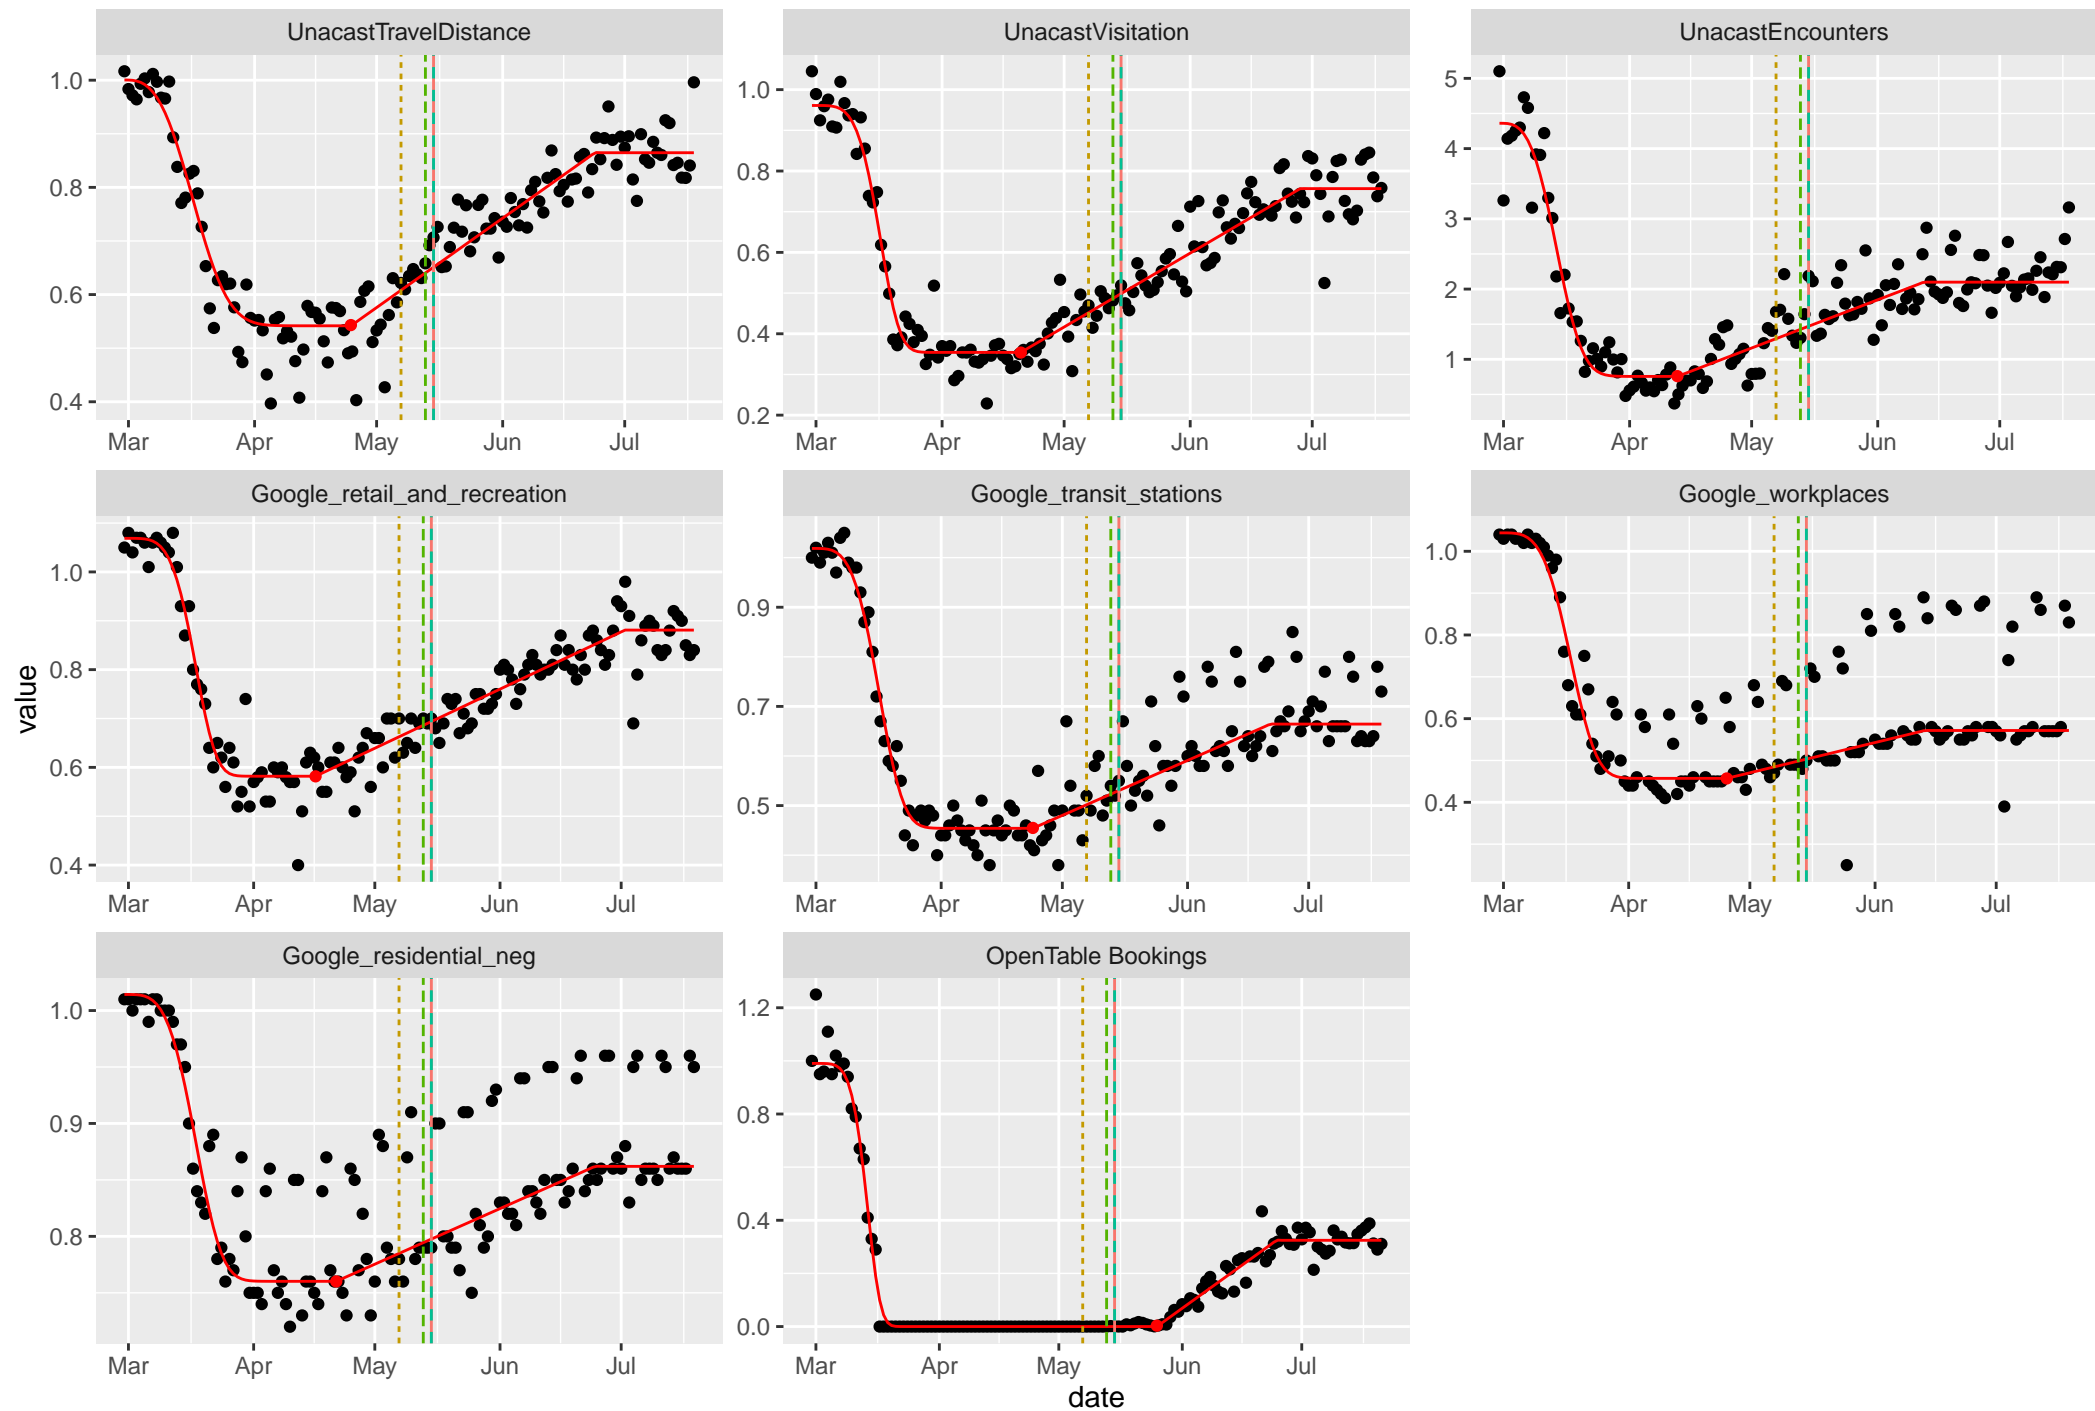 UnacastTravelDistance
UnacastVisitation
UnacastEncounters
1.0
0.8
0.6
0.4
Mar Apr May Jun Jul
1.0
0.8
0.6
0.4
0.2
Mar Apr May Jun Jul
5
4
3
2
1
Mar Apr May Jun Jul
Google_retail_and_recreation
Google_transit_stations
Google_workplaces
value
1.0
0.8
0.6
0.4
Mar Apr May Jun Jul
0.9
0.7
0.5
Mar Apr May Jun Jul
1.0
0.8
0.6
0.4
Mar Apr May Jun Jul
Google_residential_neg
OpenTable Bookings
1.0
0.9
0.8
Mar Apr May Jun Jul
1.2
0.8
0.4
0.0
Mar Apr May Jun Jul
date